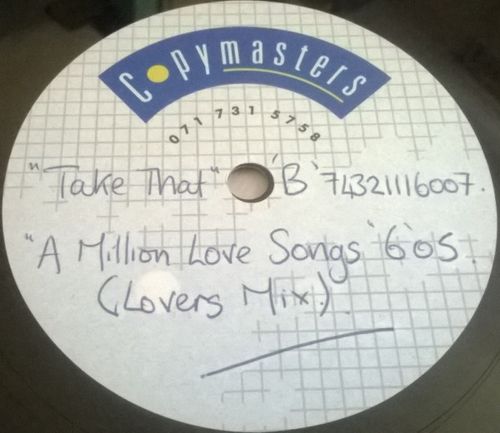 Copymasters
071 731 5758
"Take That" 'B' 74321116007.
"A Million Love Songs '6'05.
(Lovers Mix)